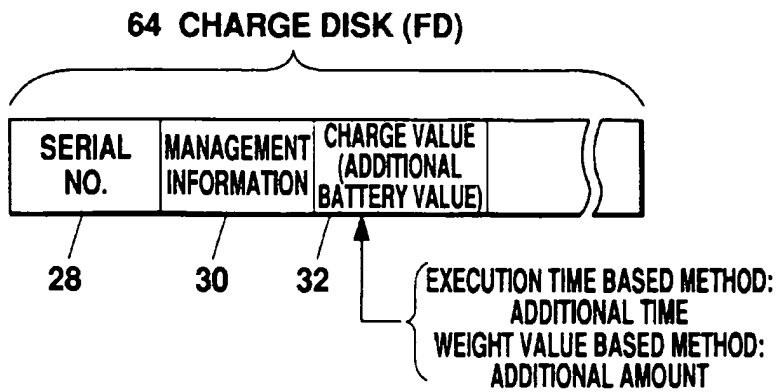 64 CHARGE DISK (FD)
SERIAL
NO.
MANAGEMENT
INFORMATION
CHARGE VALUE
(ADDITIONAL
BATTERY VALUE)
28
30
32
EXECUTION TIME BASED METHOD:
ADDITIONAL TIME
WEIGHT VALUE BASED METHOD:
ADDITIONAL AMOUNT